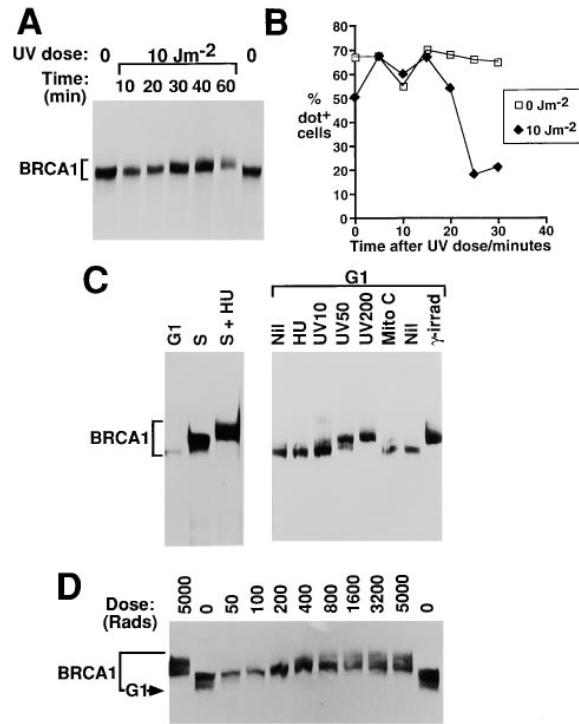 A
UV dose: 0 10 Jm-2 0
Time: 10 20 30 40 60
(min)
BRCA1
B
80
70
60
50
40
30
20
10
0
% dot+ cells
0 10 20 30 40
Time after UV dose/minutes
0 Jm-2
10 Jm-2
C
G1
G1 S S + HU
Nil HU UV10 UV50 UV200 Mito C Nil γ-irrad
BRCA1
D
Dose: 5000 0 50 100 200 400 800 1600 3200 5000 0
(Rads)
BRCA1
G1